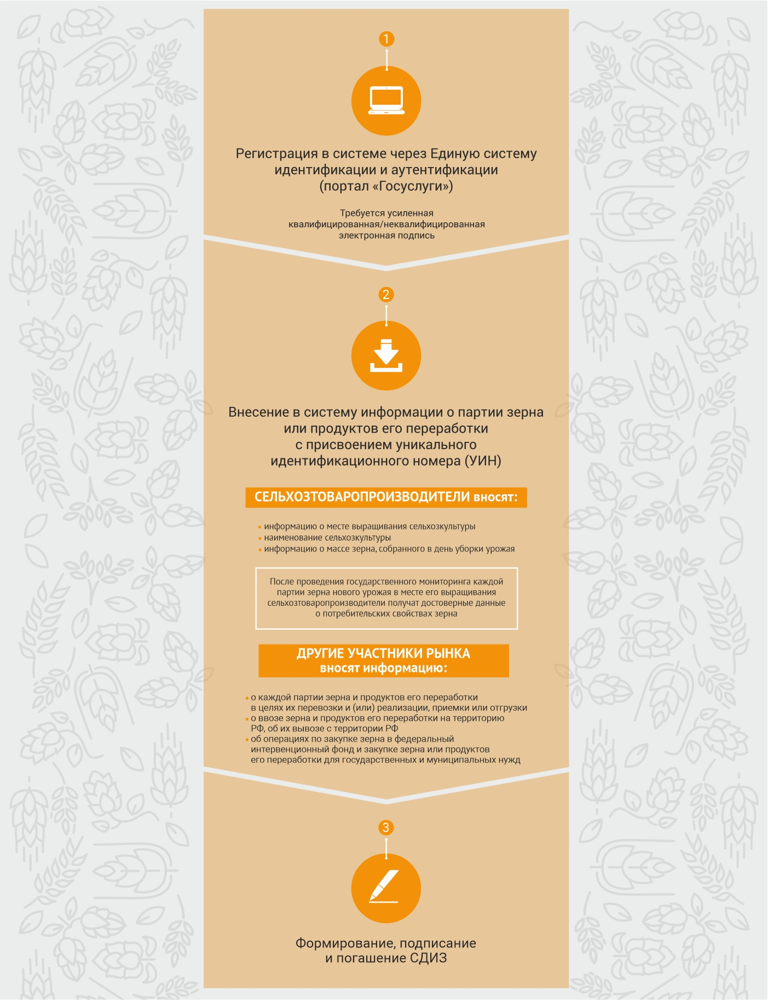 1
Регистрация в системе через Единую систему
идентификации и аутентификации
(портал «Госуслуги»)
Требуется усиленная
квалифицированная/неквалифицированная
электронная подпись
2
Внесение в систему информации о партии зерна
или продуктов его переработки
с присвоением уникального
идентификационного номера (УИН)
СЕЛЬХОЗТОВАРОПРОИЗВОДИТЕЛИ вносят:
• информацию о месте выращивания сельхозкультуры
• наименование сельхозкультуры
• информацию о массе зерна, собранного в день уборки урожая
После проведения государственного мониторинга каждой
партии зерна нового урожая в месте его выращивания
сельхозтоваропроизводители получат достоверные данные
о потребительских свойствах зерна
ДРУГИЕ УЧАСТНИКИ РЫНКА
вносят информацию:
• о каждой партии зерна и продуктов его переработки
в целях их перевозки и (или) реализации, приемки или отгрузки
• о ввозе зерна и продуктов его переработки на территорию
РФ, об их вывозе с территории РФ
• об операциях по закупке зерна в федеральный
интервенционный фонд и закупке зерна или продуктов
его переработки для государственных и муниципальных нужд
3
Формирование, подписание
и погашение СДИЗ